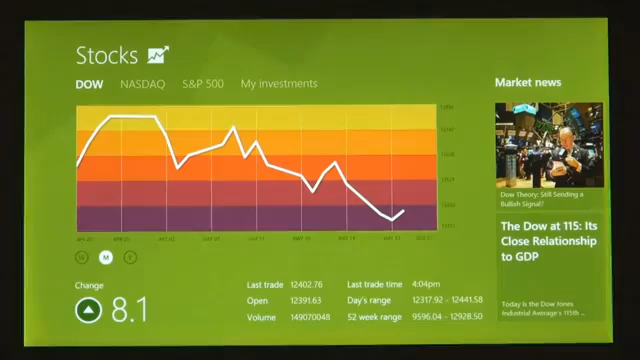 Stocks
DOW NASDAQ S&P 500 My investments
Market news
Dow Theory: Still Sending a
Bullish Signal?
The Dow at 115: Its
Close Relationship
to GDP
Today is the Dow Jones
Industrial Average's 115th ...
M
Change
8.1
Last trade 12402.76
Open 12391.63
Volume 149070048
Last trade time 4:04pm
Day's range 12317.92 - 12441.58
52 week range 9596.04 - 12928.50